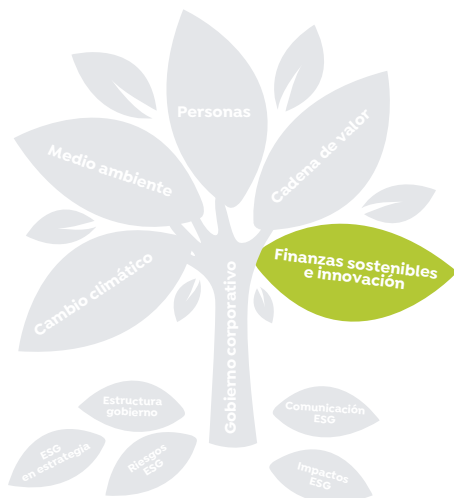 Personas
Medio ambiente
Cadena de valor
Cambio climático
Finanzas sostenibles
e innovación
Gobierno corporativo
Estructura
gobierno
ESG
en estrategia
Riesgos
ESG
Comunicación
ESG
Impactos
ESG